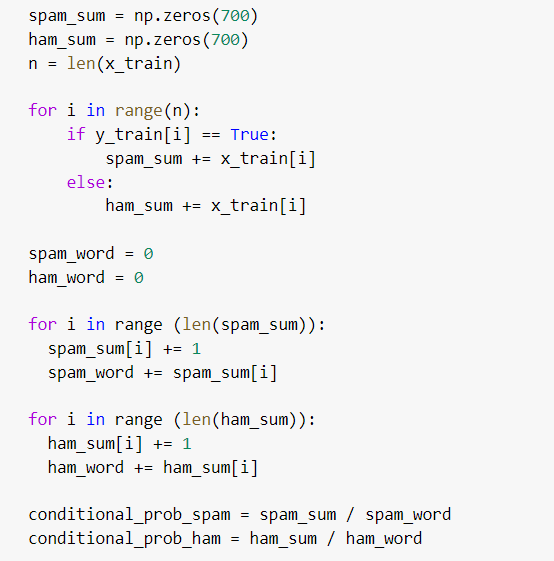 spam_sum = np.zeros(700)
ham_sum = np.zeros(700)
n = len(x_train)

for i in range(n):
    if y_train[i] == True:
        spam_sum += x_train[i]
    else:
        ham_sum += x_train[i]

spam_word = 0
ham_word = 0

for i in range (len(spam_sum)):
  spam_sum[i] += 1
  spam_word += spam_sum[i]

for i in range (len(ham_sum)):
  ham_sum[i] += 1
  ham_word += ham_sum[i]

conditional_prob_spam = spam_sum / spam_word
conditional_prob_ham = ham_sum / ham_word